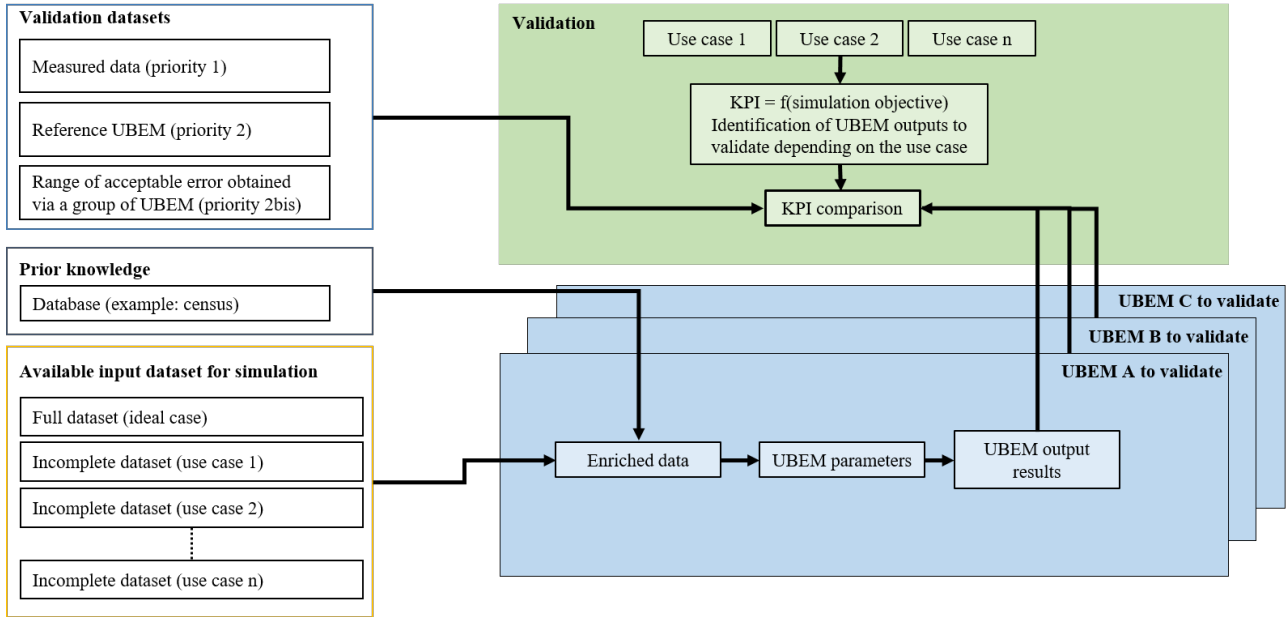 Validation datasets
Measured data (priority 1)
Reference UBEM (priority 2)
Range of acceptable error obtained
via a group of UBEM (priority 2bis)
Prior knowledge
Database (example: census)
Available input dataset for simulation
Full dataset (ideal case)
Incomplete dataset (use case 1)
Incomplete dataset (use case 2)
Incomplete dataset (use case n)
Validation
Use case 1
Use case 2
Use case n
KPI = f(simulation objective)
Identification of UBEM outputs to
validate depending on the use case
KPI comparison
UBEM C to validate
UBEM B to validate
UBEM A to validate
Enriched data
UBEM parameters
UBEM output
results